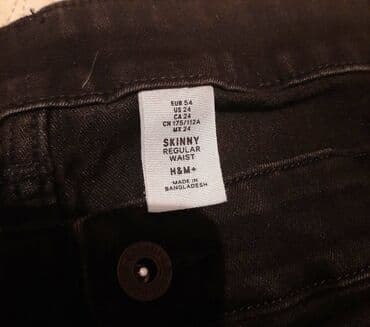 EUR 54
US 24
CA 24
CN 175/112A
MX 24
SKINNY
REGULAR
WAIST
H&M+
MADE IN
BANGLADESH